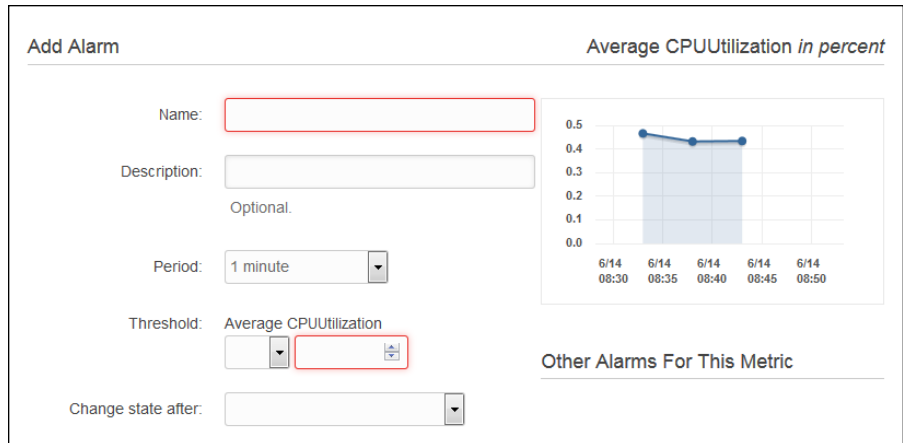 Add Alarm
Average CPUUtilization in percent
Name:
Description:
Optional.
Period:
1 minute
Threshold:
Average CPUUtilization
Change state after:
0.5
0.4
0.3
0.2
0.1
0.0
6/14 6/14 6/14 6/14 6/14
08:30 08:35 08:40 08:45 08:50
Other Alarms For This Metric